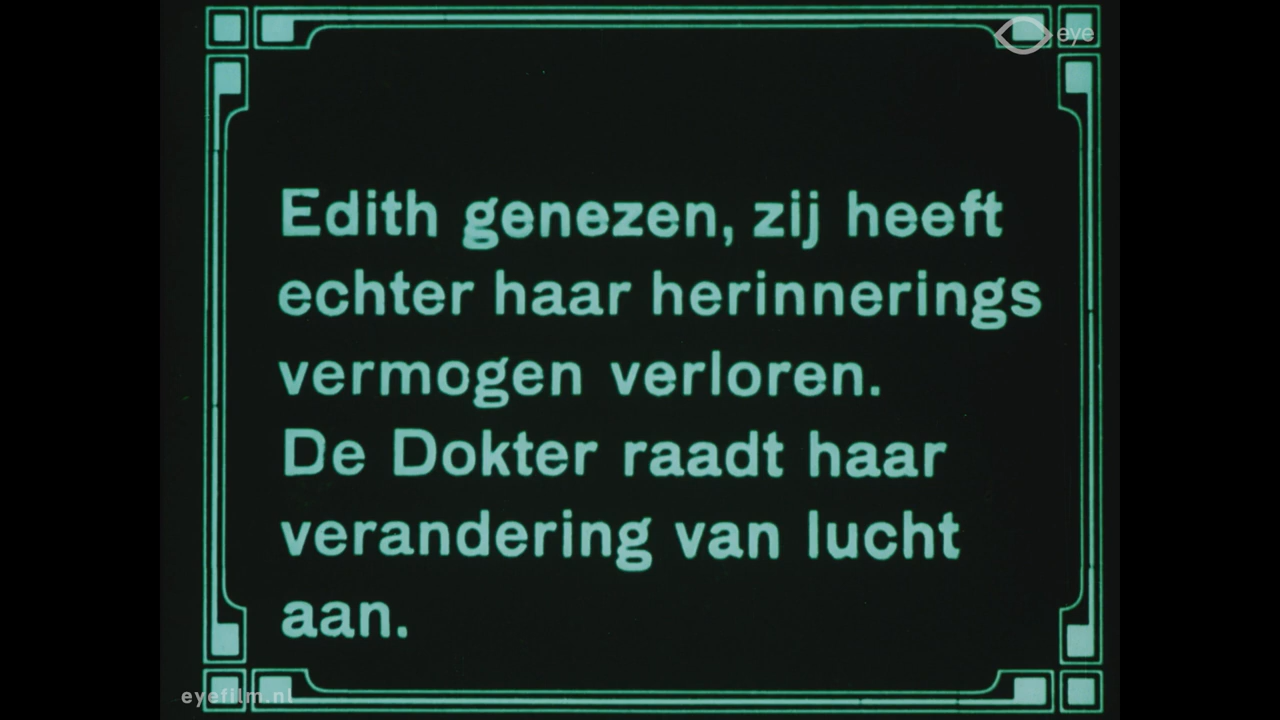 eye
Edith genezen, zij heeft
echter haar herinnerings
vermogen verloren.
De Dokter raadt haar
verandering van lucht
aan.
eyefilm.nl